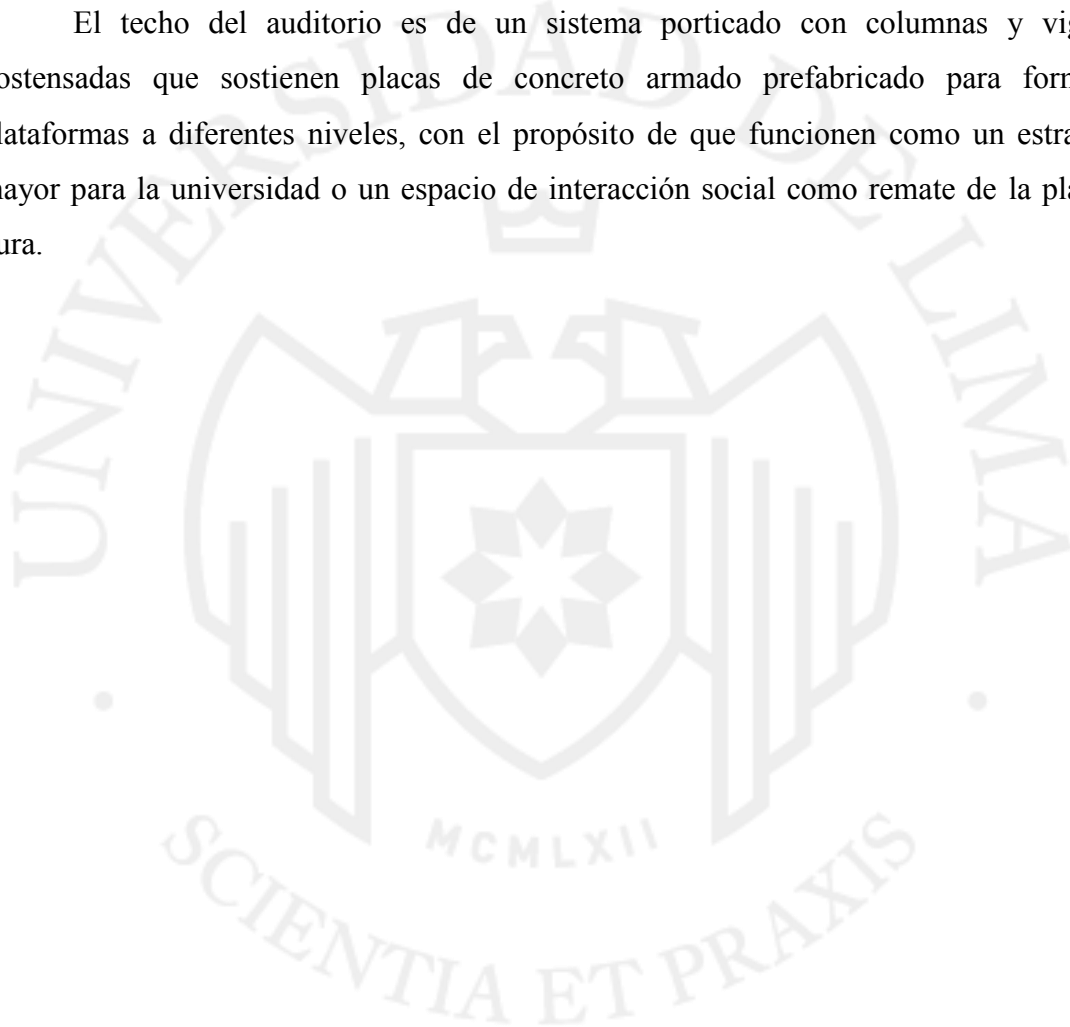 El techo del auditorio es de un sistema porticado con columnas y vig
ostensadas que sostienen placas de concreto armado prefabricado para form
lataformas a diferentes niveles, con el propósito de que funcionen como un estra
mayor para la universidad o un espacio de interacción social como remate de la pla
ura.
UNIVERSIDAD DE LIMA
MCMLXII
SCIENTIA ET PRAXIS